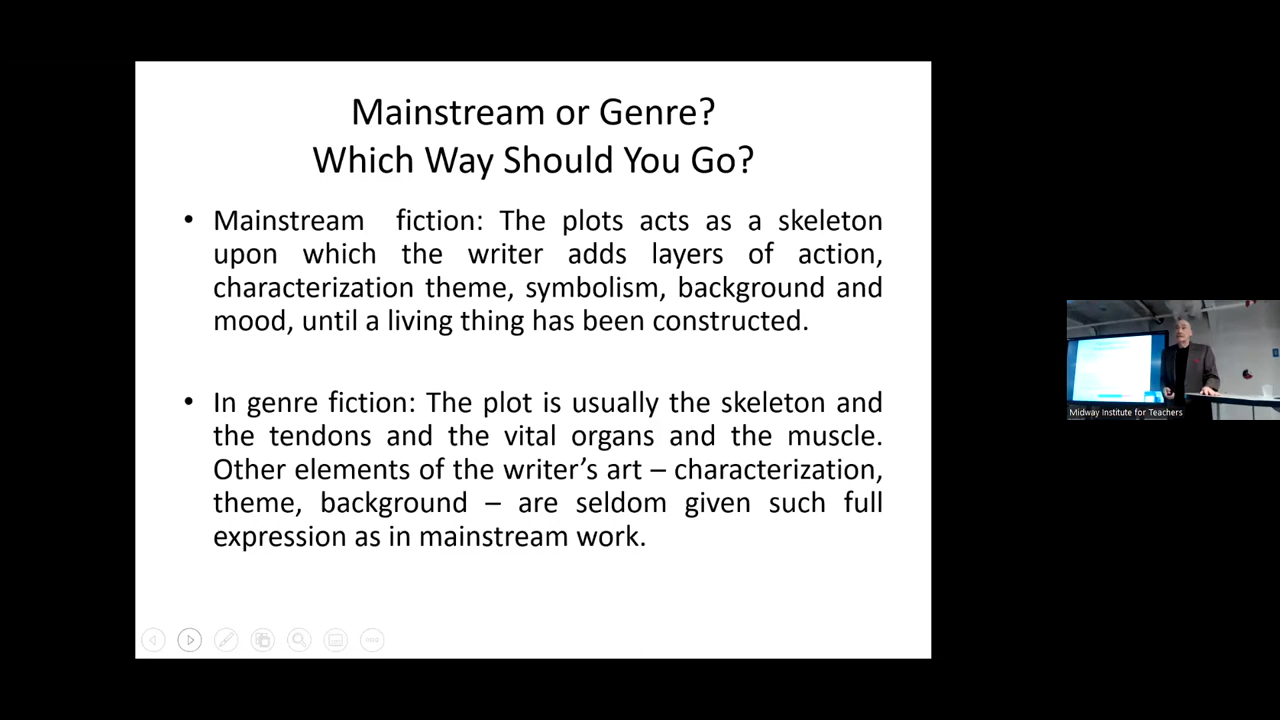 Mainstream or Genre?
Which Way Should You Go?
• Mainstream fiction: The plots acts as a skeleton
upon which the writer adds layers of action,
characterization theme, symbolism, background and
mood, until a living thing has been constructed.
• In genre fiction: The plot is usually the skeleton and
the tendons and the vital organs and the muscle.
Other elements of the writer’s art – characterization,
theme, background – are seldom given such full
expression as in mainstream work.
Midway Institute for Teachers